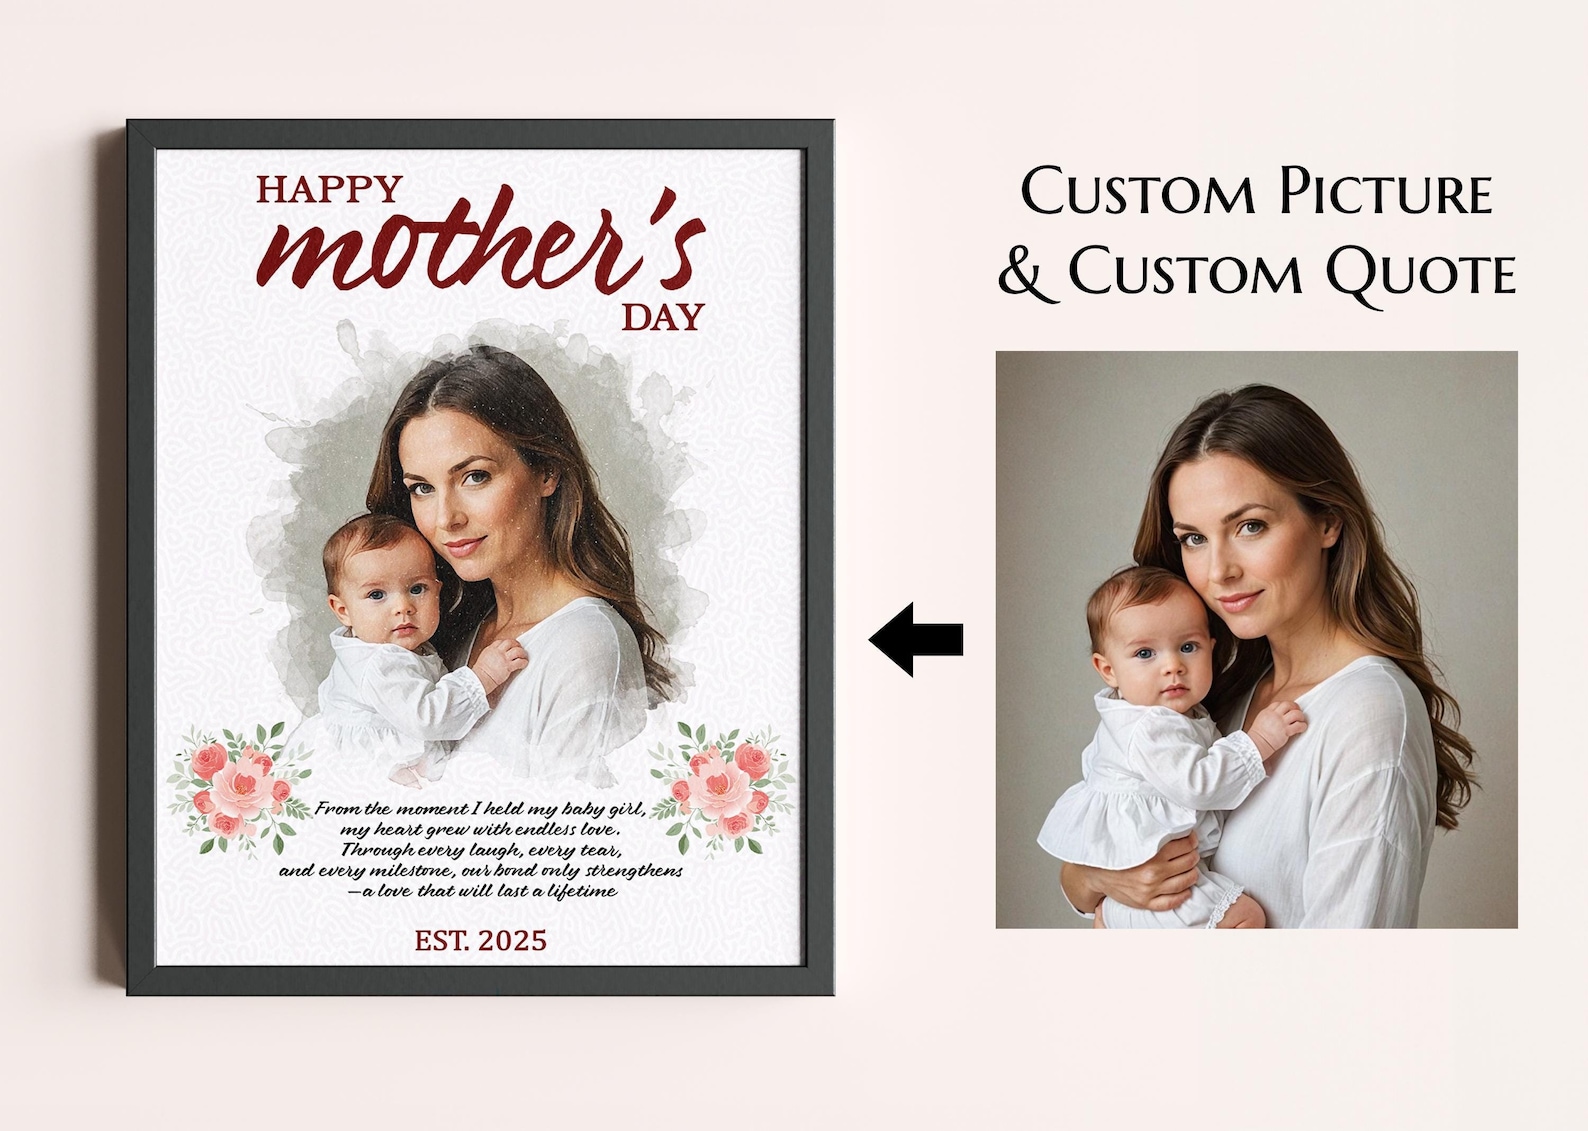 HAPPY
mother's
DAY
From the moment I held my baby girl,
my heart grew with endless love.
Through every laugh, every tear,
and every milestone, our bond only strengthens
—a love that will last a lifetime
EST. 2025
CUSTOM PICTURE
& CUSTOM QUOTE